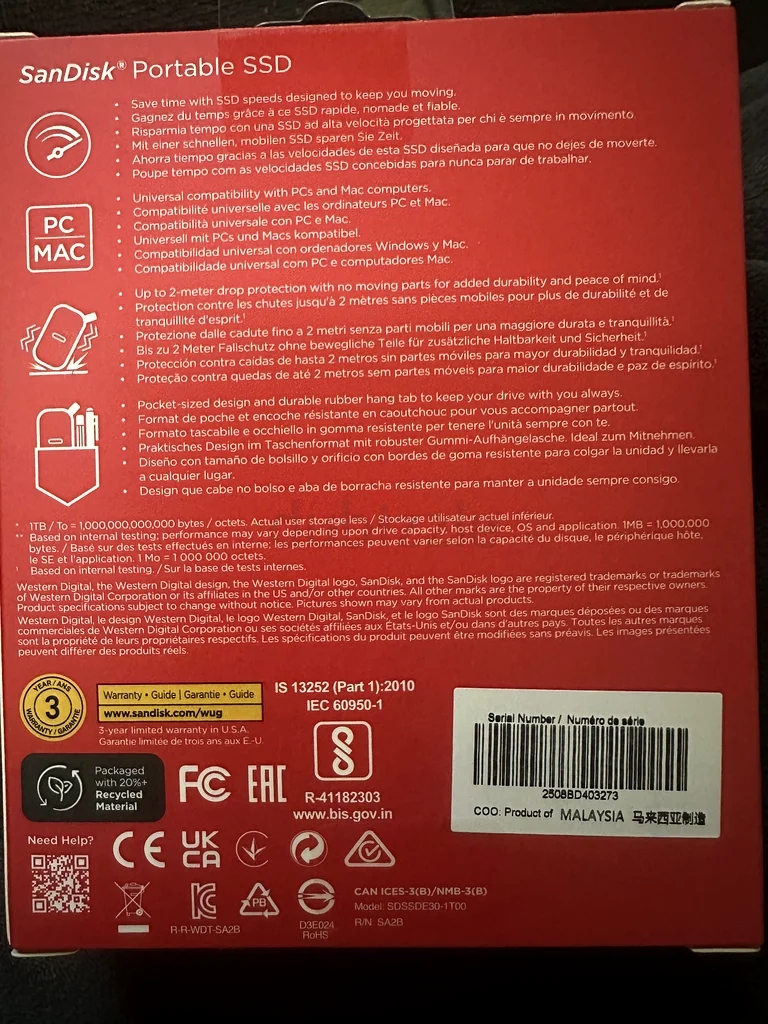 SanDisk® Portable SSD
• Save time with SSD speeds designed to keep you moving.
• Gagnez du temps grâce à ce SSD rapide, nomade et fiable.
• Risparmia tempo con una SSD ad alta velocità progettata per chi è sempre in movimento.
• Mit einer schnellen, mobilen SSD sparen Sie Zeit.
• Ahorra tiempo gracias a las velocidades de esta SSD diseñada para que no dejes de moverte.
• Poupe tempo com as velocidades SSD concebidas para nunca parar de trabalhar.
PC
MAC
• Universal compatibility with PCs and Mac computers.
• Compatibilité universelle avec les ordinateurs PC et Mac.
• Compatibilità universale con PC e Mac.
• Universell mit PCs und Macs kompatibel.
• Compatibilidad universal con ordenadores Windows y Mac.
• Compatibilidade universal com PC e computadores Mac.
• Up to 2-meter drop protection with no moving parts for added durability and peace of mind.¹
• Protection contre les chutes jusqu'à 2 mètres sans pièces mobiles pour plus de durabilité et de
tranquillité d'esprit.¹
• Protezione dalle cadute fino a 2 metri senza parti mobili per una maggiore durata e tranquillità.¹
• Bis zu 2 Meter Fallschutz ohne bewegliche Teile für zusätzliche Haltbarkeit und Sicherheit.¹
• Protección contra caídas de hasta 2 metros sin partes móviles para mayor durabilidad y tranquilidad.¹
• Proteção contra quedas de até 2 metros sem partes móveis para maior durabilidade e paz de espírito.¹
• Pocket-sized design and durable rubber hang tab to keep your drive with you always.
• Format de poche et encoche résistante en caoutchouc pour vous accompagner partout.
• Formato tascabile e occhiello in gomma resistente per tenere l'unità sempre con te.
• Praktisches Design im Taschenformat mit robuster Gummi-Aufhängelasche. Ideal zum Mitnehmen.
• Diseño con tamaño de bolsillo y orificio con bordes de goma resistente para colgar la unidad y llevarla
a cualquier lugar.
• Design que cabe no bolso e aba de borracha resistente para manter a unidade sempre consigo.
* 1TB / To = 1,000,000,000,000 bytes / octets. Actual user storage less / Stockage utilisateur actuel inférieur.
** Based on internal testing; performance may vary depending upon drive capacity, host device, OS and application. 1MB = 1,000,000
bytes. / Basé sur des tests effectués en interne; les performances peuvent varier selon la capacité du disque, le périphérique hôte,
le SE et l'application. 1 Mo = 1 000 000 octets.
¹ Based on internal testing. / Sur la base de tests internes.
Western Digital, the Western Digital design, the Western Digital logo, SanDisk, and the SanDisk logo are registered trademarks or trademarks
of Western Digital Corporation or its affiliates in the US and/or other countries. All other marks are the property of their respective owners.
Product specifications subject to change without notice. Pictures shown may vary from actual products.
Western Digital, le design Western Digital, le logo Western Digital, SanDisk, et le logo SanDisk sont des marques déposées ou des marques
commerciales de Western Digital Corporation ou ses sociétés affiliées aux États-Unis et/ou dans d'autres pays. Toutes les autres marques
sont la propriété de leurs propriétaires respectifs. Les spécifications du produit peuvent être modifiées sans préavis. Les images présentées
peuvent différer des produits réels.
YEAR / ANS
3
WARRANTY / GARANTIE
Warranty • Guide | Garantie • Guide
www.sandisk.com/wug
3-year limited warranty in U.S.A.
Garantie limitée de trois ans aux E.-U.
IS 13252 (Part 1):2010
IEC 60950-1
R-41182303
www.bis.gov.in
Serial Number / Numéro de série
2508BD403273
COO: Product of MALAYSIA 马来西亚制造
Packaged
with 20%+
Recycled
Material
FC
EAC
Need Help?
CE
UK
CA
R-R-WDT-SA2B
PB
D3E024
RoHS
CAN ICES-3(B)/NMB-3(B)
Model: SDSSDE30-1T00
R/N SA2B